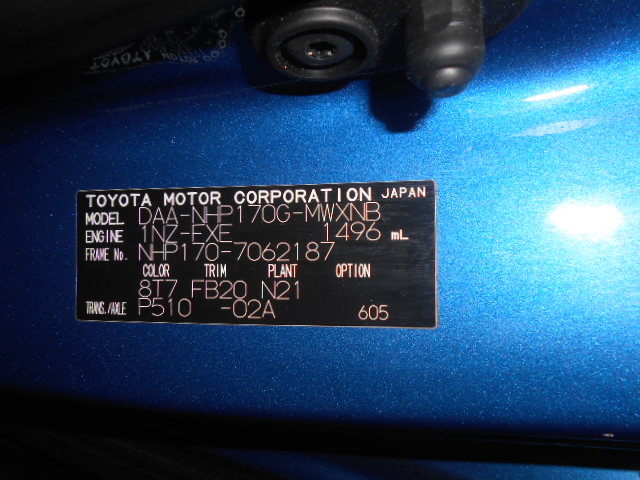 TOYOTA MOTOR CORPORATION JAPAN
MODEL DAA-NHP170G-MWXNB
ENGINE 1NZ-FXE 1496 mL
FRAME No. NHP170-7062187
COLOR TRIM PLANT OPTION
8T7 FB20 N21
TRANS./AXLE P510 -02A 605